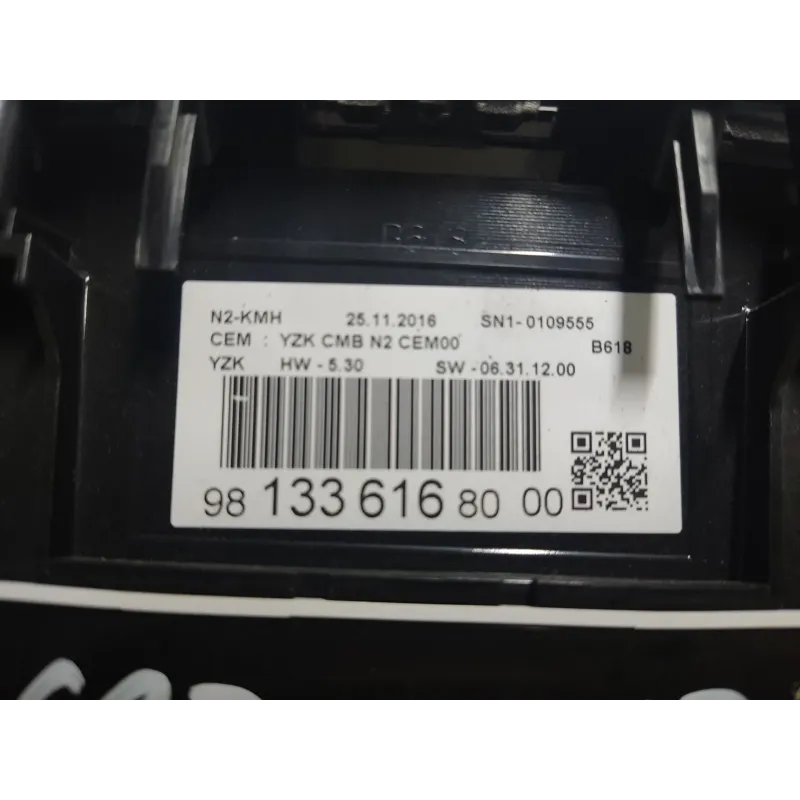 N2-KMH 25.11.2016 SN1-0109555
CEM : YZK CMB N2 CEM00 B618
YZK HW - 5.30 SW - 06.31.12.00
98 133 616 80 00